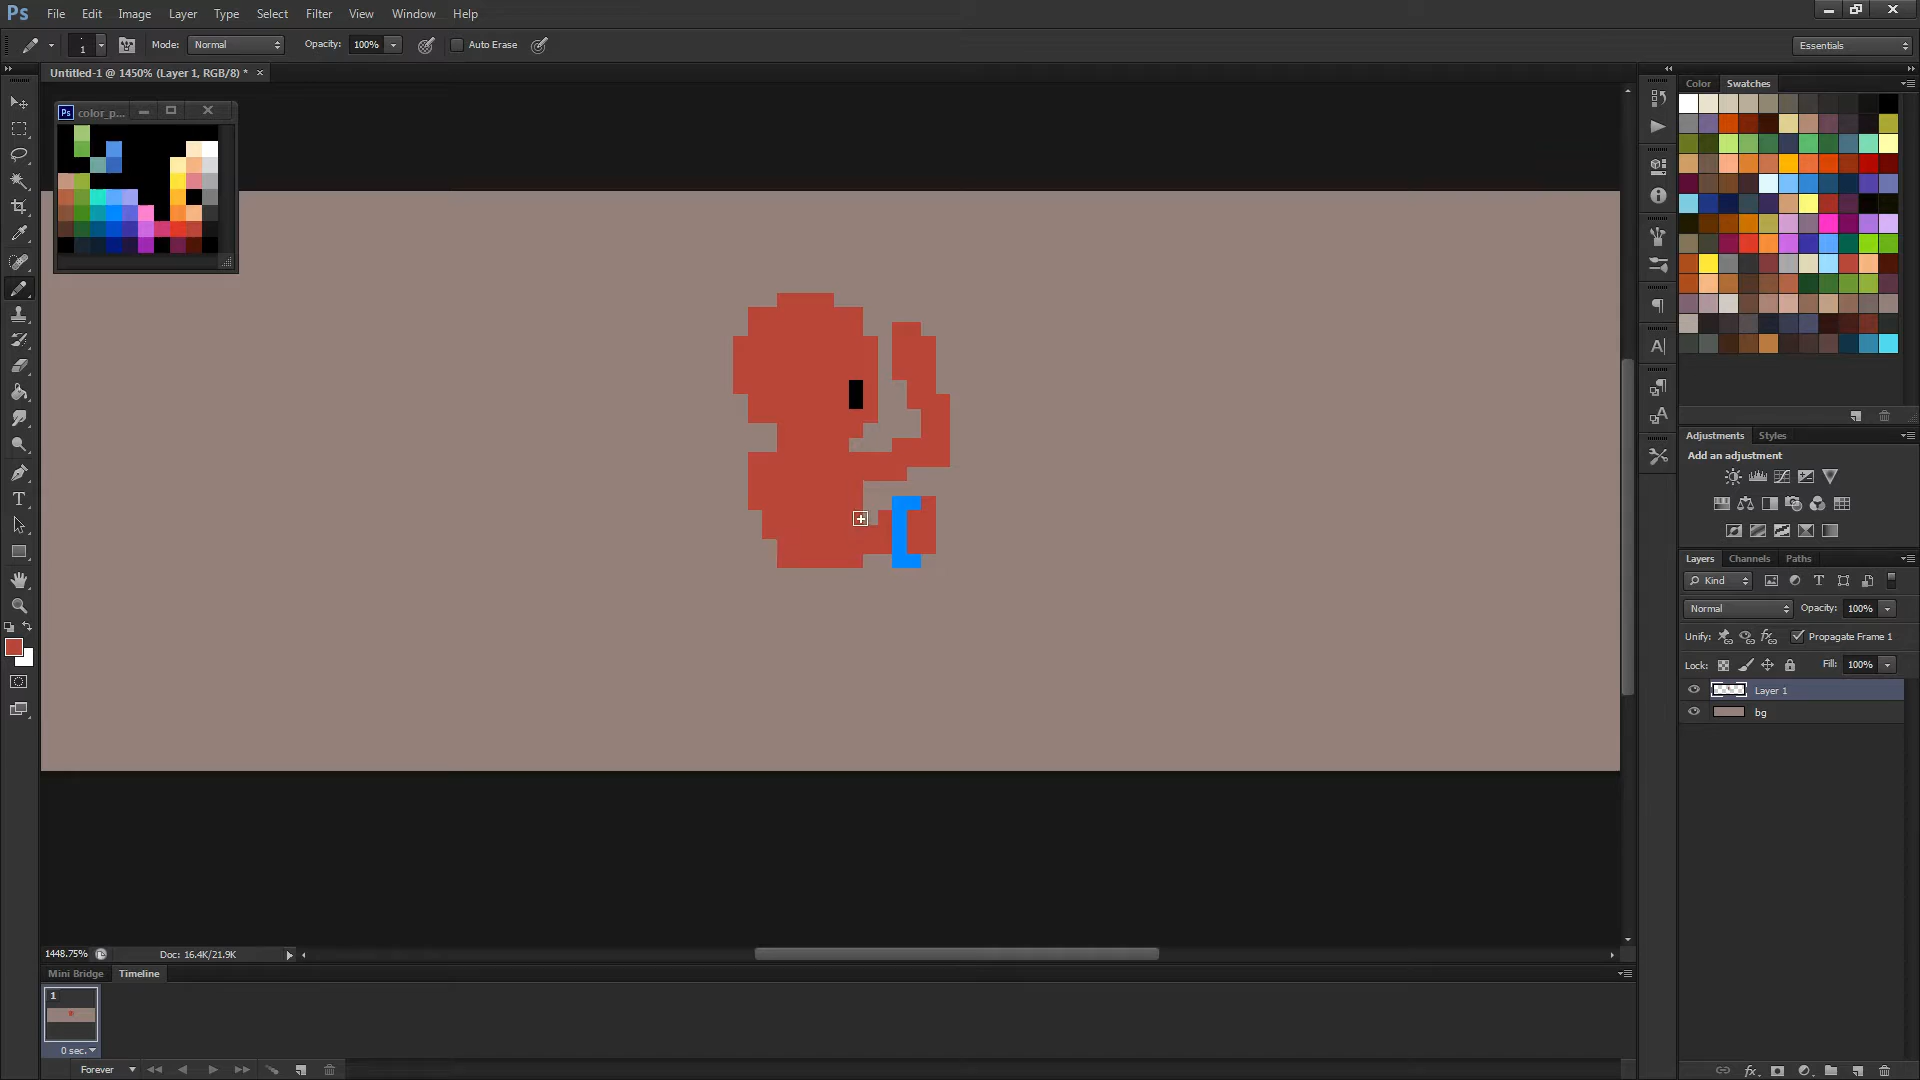 Ps File Edit Image Layer Type Select Filter View Window Help
1 Mode: Normal Opacity: 100% Auto Erase Essentials
Untitled-1 @ 1450% (Layer 1, RGB/8) * ×
Ps color_p...
Color Swatches
Adjustments Styles
Add an adjustment
Layers Channels Paths
Kind
Normal Opacity: 100%
Unify: Propagate Frame 1
Lock: Fill: 100%
Layer 1
bg
1448.75% Doc: 16.4K/21.9K
Mini Bridge Timeline
1
0 sec.
Forever